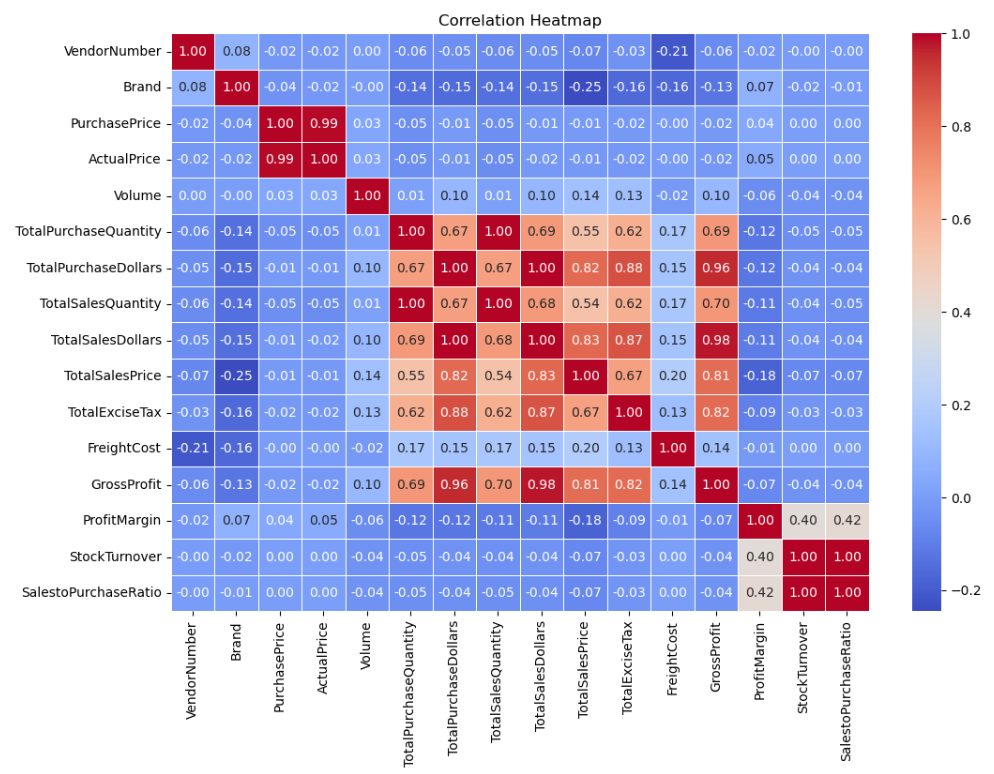 Correlation Heatmap
VendorNumber 1.00 0.08 -0.02 -0.02 0.00 -0.06 -0.05 -0.06 -0.05 -0.07 -0.03 -0.21 -0.06 -0.02 -0.00 -0.00
Brand 0.08 1.00 -0.04 -0.02 -0.00 -0.14 -0.15 -0.14 -0.15 -0.25 -0.16 -0.16 -0.13 0.07 -0.02 -0.01
PurchasePrice -0.02 -0.04 1.00 0.99 0.03 -0.05 -0.01 -0.05 -0.01 -0.01 -0.02 -0.00 -0.02 0.04 0.00 0.00
ActualPrice -0.02 -0.02 0.99 1.00 0.03 -0.05 -0.01 -0.05 -0.02 -0.01 -0.02 -0.00 -0.02 0.05 0.00 0.00
Volume 0.00 -0.00 0.03 0.03 1.00 0.01 0.10 0.01 0.10 0.14 0.13 -0.02 0.10 -0.06 -0.04 -0.04
TotalPurchaseQuantity -0.06 -0.14 -0.05 -0.05 0.01 1.00 0.67 1.00 0.69 0.55 0.62 0.17 0.69 -0.12 -0.05 -0.05
TotalPurchaseDollars -0.05 -0.15 -0.01 -0.01 0.10 0.67 1.00 0.67 1.00 0.82 0.88 0.15 0.96 -0.12 -0.04 -0.04
TotalSalesQuantity -0.06 -0.14 -0.05 -0.05 0.01 1.00 0.67 1.00 0.68 0.54 0.62 0.17 0.70 -0.11 -0.04 -0.05
TotalSalesDollars -0.05 -0.15 -0.01 -0.02 0.10 0.69 1.00 0.68 1.00 0.83 0.87 0.15 0.98 -0.11 -0.04 -0.04
TotalSalesPrice -0.07 -0.25 -0.01 -0.01 0.14 0.55 0.82 0.54 0.83 1.00 0.67 0.20 0.81 -0.18 -0.07 -0.07
TotalExciseTax -0.03 -0.16 -0.02 -0.02 0.13 0.62 0.88 0.62 0.87 0.67 1.00 0.13 0.82 -0.09 -0.03 -0.03
FreightCost -0.21 -0.16 -0.00 -0.00 -0.02 0.17 0.15 0.17 0.15 0.20 0.13 1.00 0.14 -0.01 0.00 0.00
GrossProfit -0.06 -0.13 -0.02 -0.02 0.10 0.69 0.96 0.70 0.98 0.81 0.82 0.14 1.00 -0.07 -0.04 -0.04
ProfitMargin -0.02 0.07 0.04 0.05 -0.06 -0.12 -0.12 -0.11 -0.11 -0.18 -0.09 -0.01 -0.07 1.00 0.40 0.42
StockTurnover -0.00 -0.02 0.00 0.00 -0.04 -0.05 -0.04 -0.04 -0.04 -0.07 -0.03 0.00 -0.04 0.40 1.00 1.00
SalestoPurchaseRatio -0.00 -0.01 0.00 0.00 -0.04 -0.05 -0.04 -0.05 -0.04 -0.07 -0.03 0.00 -0.04 0.42 1.00 1.00
VendorNumber
Brand
PurchasePrice
ActualPrice
Volume
TotalPurchaseQuantity
TotalPurchaseDollars
TotalSalesQuantity
TotalSalesDollars
TotalSalesPrice
TotalExciseTax
FreightCost
GrossProfit
ProfitMargin
StockTurnover
SalestoPurchaseRatio
1.0
0.8
0.6
0.4
0.2
0.0
−0.2